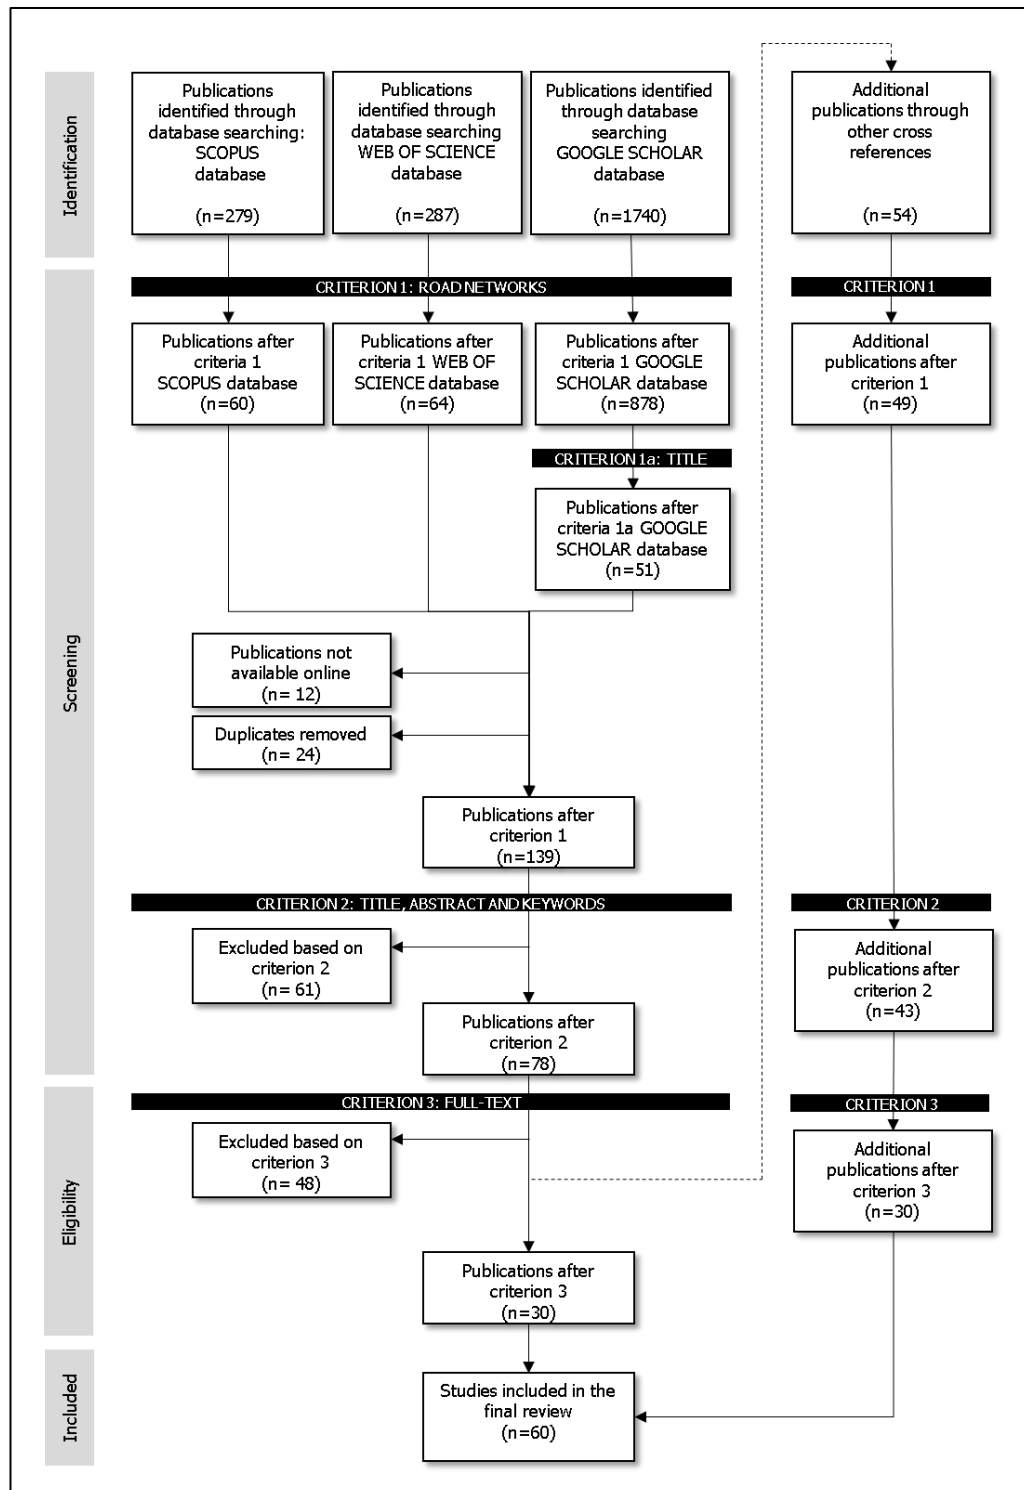 Identification
Publications
identified through
database searching:
SCOPUS
database
(n=279)
Publications
identified through
database searching
WEB OF SCIENCE
database
(n=287)
Publications identified
through database
searching
GOOGLE SCHOLAR
database
(n=1740)
Additional
publications through
other cross
references
(n=54)
Screening
CRITERION 1: ROAD NETWORKS
CRITERION 1
Publications after
criteria 1
SCOPUS database
(n=60)
Publications after
criteria 1 WEB OF
SCIENCE database
(n=64)
Publications after
criteria 1 GOOGLE
SCHOLAR database
(n=878)
Additional
publications after
criterion 1
(n=49)
CRITERION 1a: TITLE
Publications after
criteria 1a GOOGLE
SCHOLAR database
(n=51)
Publications not
available online
(n= 12)
Duplicates removed
(n= 24)
Publications after
criterion 1
(n=139)
CRITERION 2: TITLE, ABSTRACT AND KEYWORDS
CRITERION 2
Excluded based on
criterion 2
(n= 61)
Publications after
criterion 2
(n=78)
Additional
publications after
criterion 2
(n=43)
Eligibility
CRITERION 3: FULL-TEXT
CRITERION 3
Excluded based on
criterion 3
(n= 48)
Additional
publications after
criterion 3
(n=30)
Publications after
criterion 3
(n=30)
Included
Studies included in the
final review
(n=60)